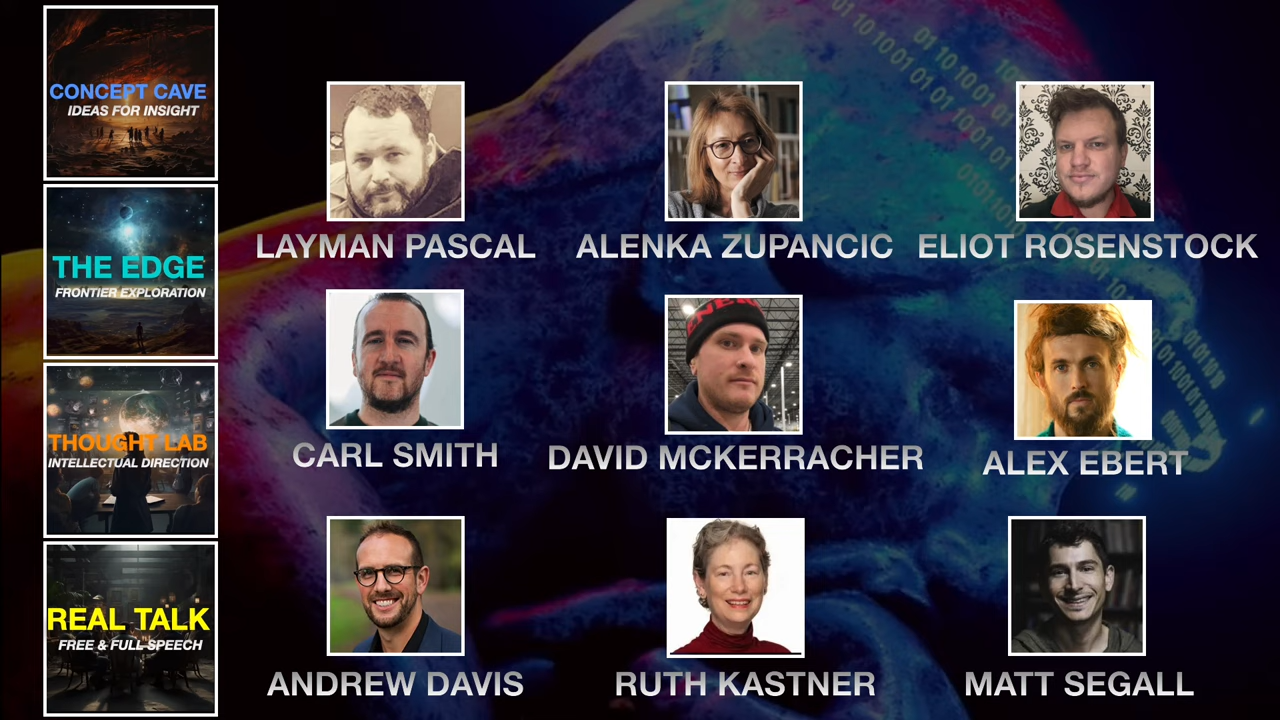 CONCEPT CAVE
IDEAS FOR INSIGHT
THE EDGE
FRONTIER EXPLORATION
THOUGHT LAB
INTELLECTUAL DIRECTION
REAL TALK
FREE & FULL SPEECH
LAYMAN PASCAL
ALENKA ZUPANCIC
ELIOT ROSENSTOCK
CARL SMITH
DAVID MCKERRACHER
ALEX EBERT
ANDREW DAVIS
RUTH KASTNER
MATT SEGALL